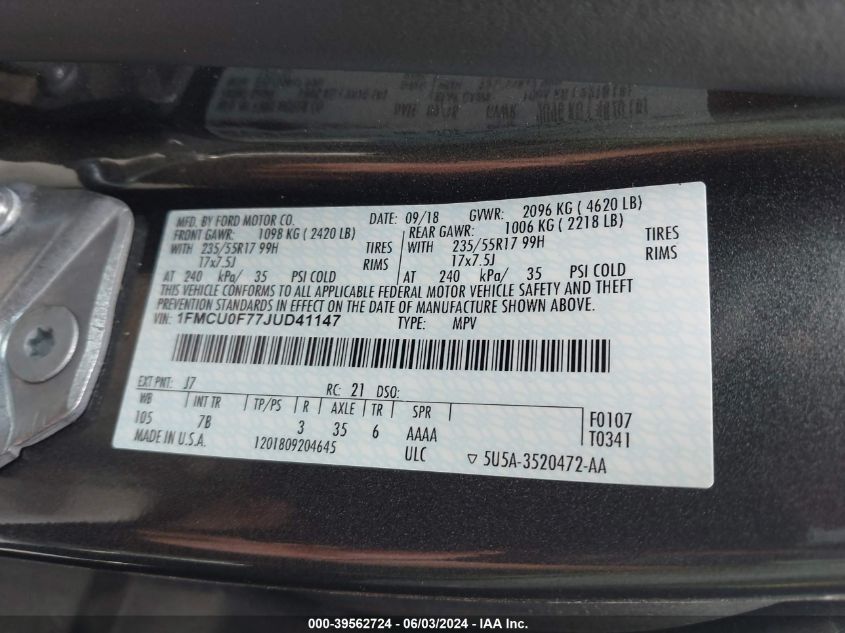 MFD. BY FORD MOTOR CO. DATE: 09/18 GVWR: 2096 KG ( 4620 LB)
FRONT GAWR: 1098 KG ( 2420 LB) REAR GAWR: 1006 KG ( 2218 LB)
WITH 235/55R17 99H TIRES WITH 235/55R17 99H TIRES
17x7.5J RIMS 17x7.5J RIMS
AT 240 kPa/ 35 PSI COLD AT 240 kPa/ 35 PSI COLD
THIS VEHICLE CONFORMS TO ALL APPLICABLE FEDERAL MOTOR VEHICLE SAFETY AND THEFT
PREVENTION STANDARDS IN EFFECT ON THE DATE OF MANUFACTURE SHOWN ABOVE.
VIN: 1FMCU0F77JUD41147 TYPE: MPV
EXT PNT: J7 RC: 21 DSO:
WB INT TR TP/PS R AXLE TR SPR
105 7B 3 35 6 AAAA F0107
MADE IN U.S.A. 1201809204645 ULC T0341
5U5A-3520472-AA
000-39562724 - 06/03/2024 - IAAI.com